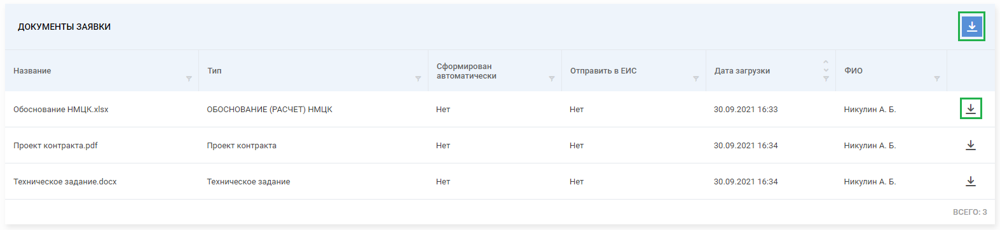 ДОКУМЕНТЫ ЗАЯВКИ
Название Тип Сформирован автоматически Отправить в ЕИС Дата загрузки ФИО
Обоснование НМЦК.xlsx ОБОСНОВАНИЕ (РАСЧЕТ) НМЦК Нет Нет 30.09.2021 16:33 Никулин А. Б.
Проект контракта.pdf Проект контракта Нет Нет 30.09.2021 16:34 Никулин А. Б.
Техническое задание.docx Техническое задание Нет Нет 30.09.2021 16:34 Никулин А. Б.
ВСЕГО: 3